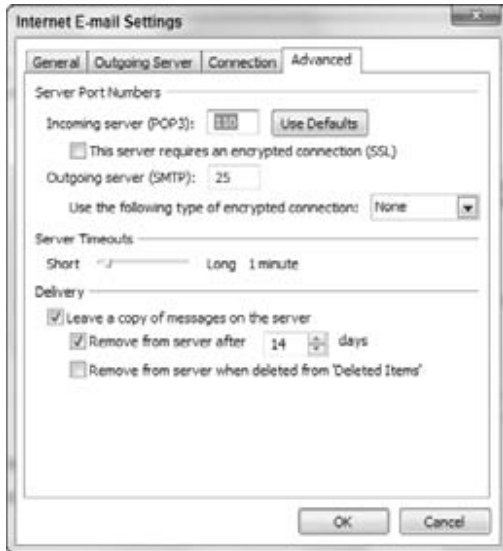 Internet E-mail Settings
General Outgoing Server Connection Advanced
Server Port Numbers
Incoming server (POP3): 110 Use Defaults
This server requires an encrypted connection (SSL)
Outgoing server (SMTP): 25
Use the following type of encrypted connection: None
Server Timeouts
Short Long 1 minute
Delivery
Leave a copy of messages on the server
Remove from server after 14 days
Remove from server when deleted from 'Deleted Items'
OK Cancel